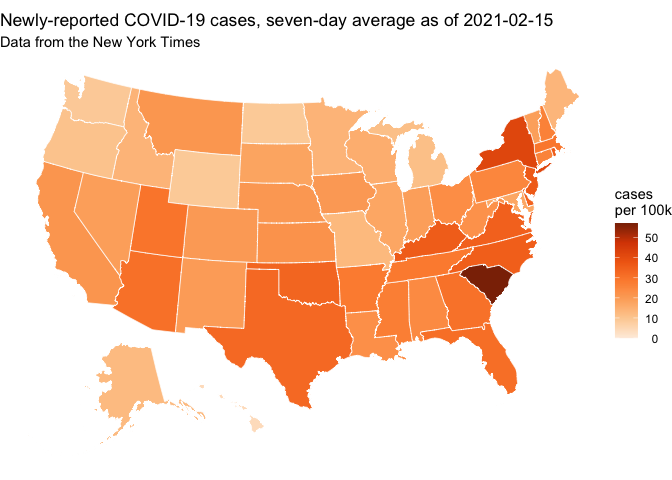 Newly-reported COVID-19 cases, seven-day average as of 2021-02-15
Data from the New York Times
cases
per 100k
50
40
30
20
10
0